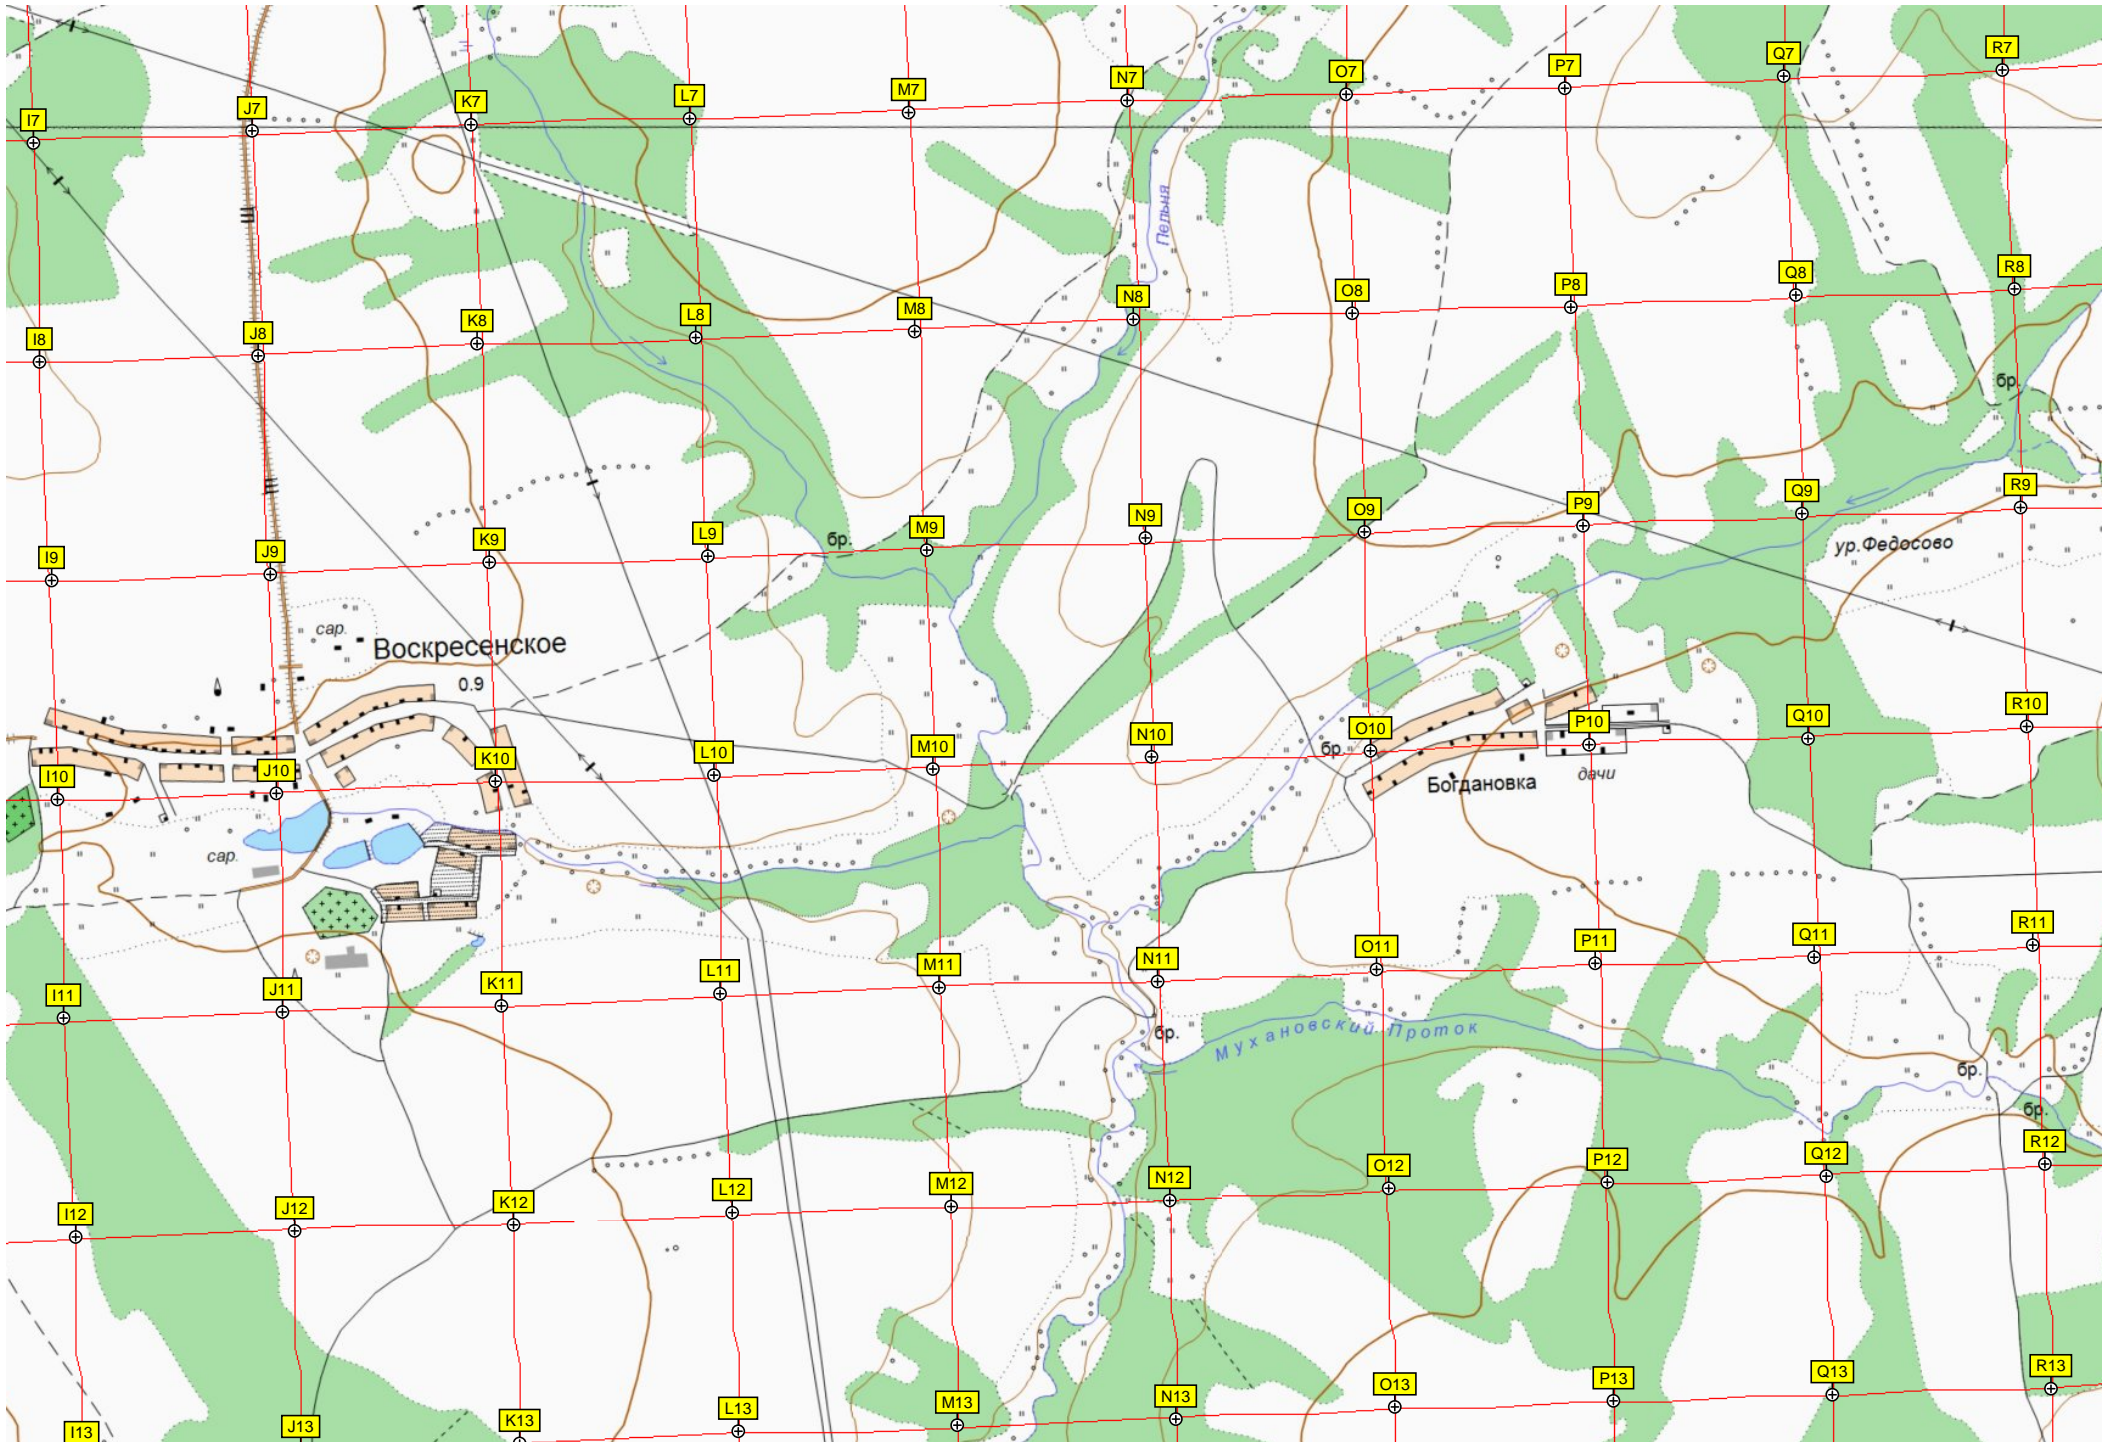 I7
J7
K7
L7
M7
N7
O7
P7
Q7
R7
Пельня
I8
J8
K8
L8
M8
N8
O8
P8
Q8
R8
бр.
I9
J9
K9
L9
бр.
M9
N9
O9
P9
Q9
R9
ур.Федосово
сар.
Воскресенское
0.9
I10
J10
K10
L10
M10
N10
бр.
O10
P10
Q10
R10
Богдановка
дачи
сар.
I11
J11
K11
L11
M11
N11
O11
P11
Q11
R11
бр.
Мухановский Проток
бр.
бр.
I12
J12
K12
L12
M12
N12
O12
P12
Q12
R12
I13
J13
K13
L13
M13
N13
O13
P13
Q13
R13